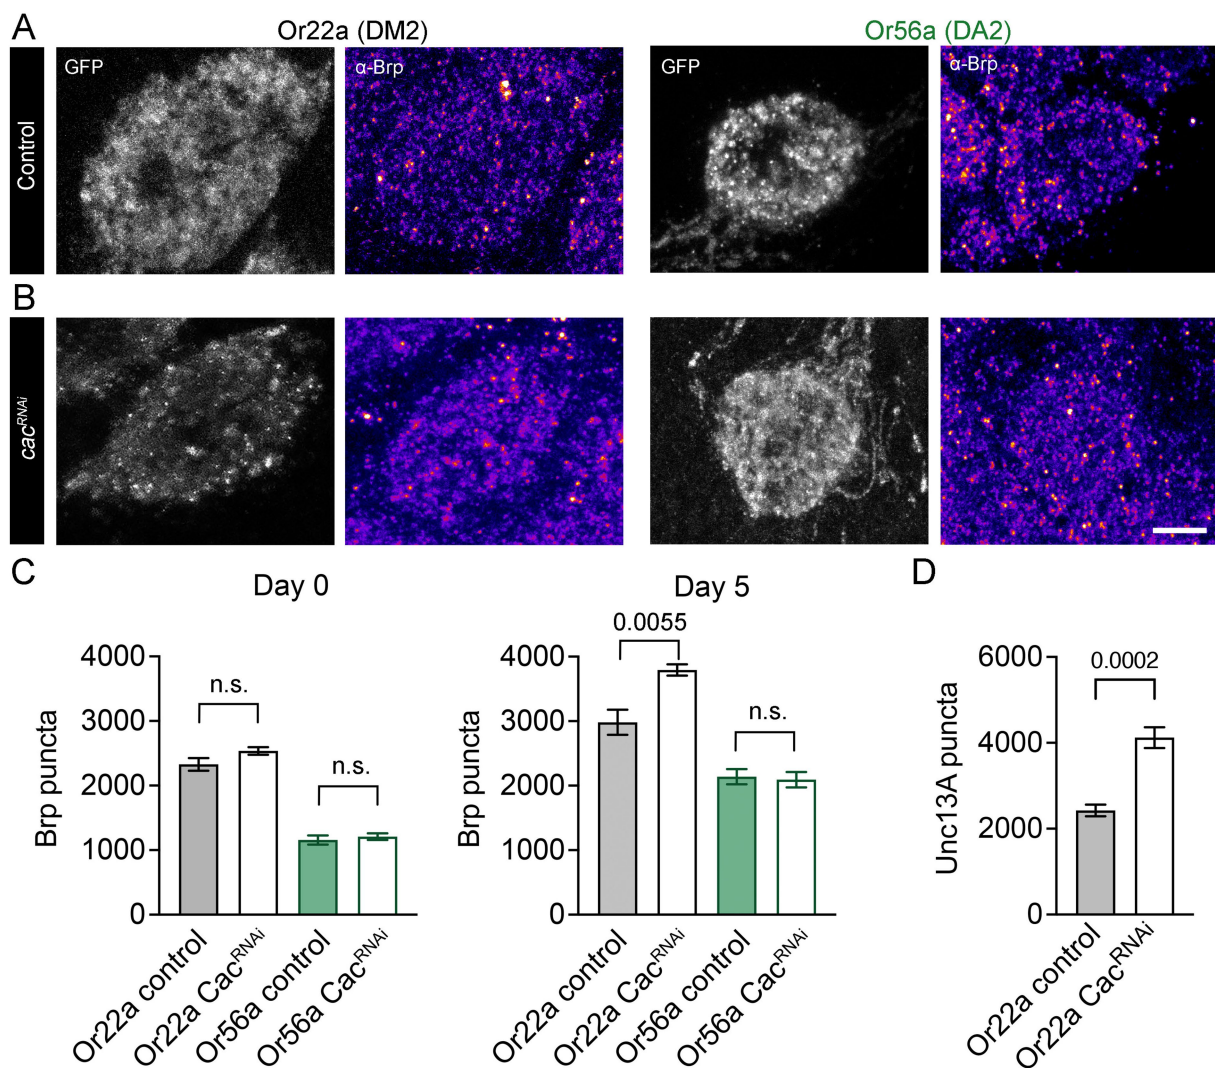 A
Or22a (DM2)
Or56a (DA2)
Control
GFP
α-Brp
GFP
α-Brp
B
cacRNAi
C
Day 0
Day 5
D
Brp puncta
4000
3000
2000
1000
0
n.s.
n.s.
Or22a control
Or22a CacRNAi
Or56a control
Or56a CacRNAi
Brp puncta
4000
3000
2000
1000
0
0.0055
n.s.
Or22a control
Or22a CacRNAi
Or56a control
Or56a CacRNAi
Unc13A puncta
6000
4000
2000
0
0.0002
Or22a control
Or22a CacRNAi